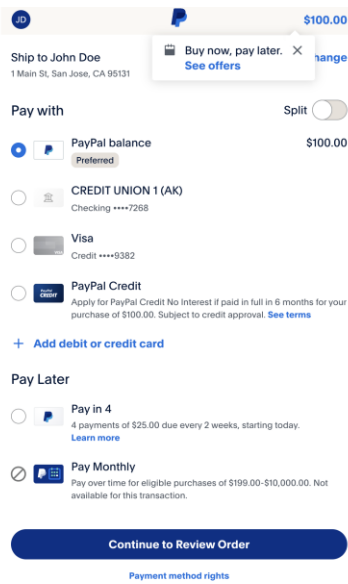 JD
$100.00
Ship to John Doe
1 Main St, San Jose, CA 95131
Buy now, pay later.
See offers
hange
Pay with
Split
PayPal balance
$100.00
Preferred
CREDIT UNION 1 (AK)
Checking ••••7268
Visa
Credit ••••9382
PayPal
CREDIT
PayPal Credit
Apply for PayPal Credit No Interest if paid in full in 6 months for your
purchase of $100.00. Subject to credit approval. See terms
+ Add debit or credit card
Pay Later
Pay in 4
4 payments of $25.00 due every 2 weeks, starting today.
Learn more
Pay Monthly
Pay over time for eligible purchases of $199.00-$10,000.00. Not
available for this transaction.
Continue to Review Order
Payment method rights